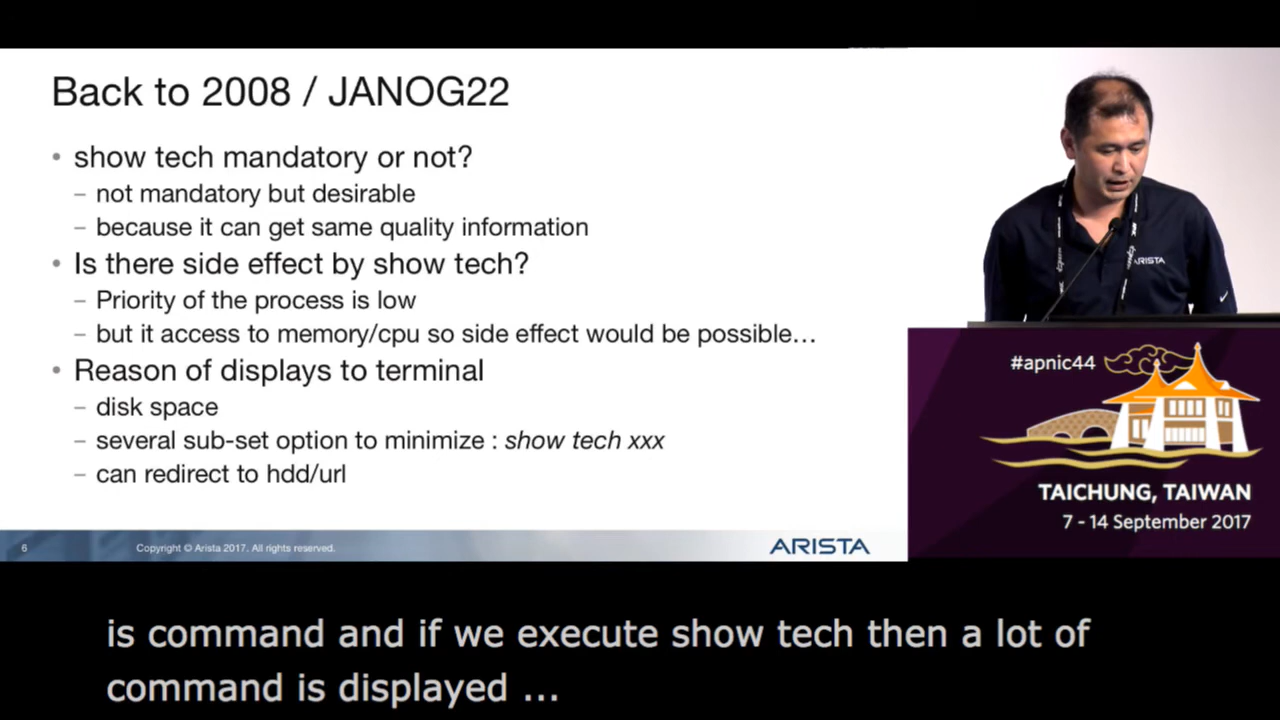 Back to 2008 / JANOG22
• show tech mandatory or not?
– not mandatory but desirable
– because it can get same quality information
• Is there side effect by show tech?
– Priority of the process is low
– but it access to memory/cpu so side effect would be possible…
• Reason of displays to terminal
– disk space
– several sub-set option to minimize : show tech xxx
– can redirect to hdd/url
6
Copyright © Arista 2017. All rights reserved.
ARISTA
ARISTA
#apnic44
TAICHUNG, TAIWAN
7 - 14 September 2017
is command and if we execute show tech then a lot of
command is displayed ...